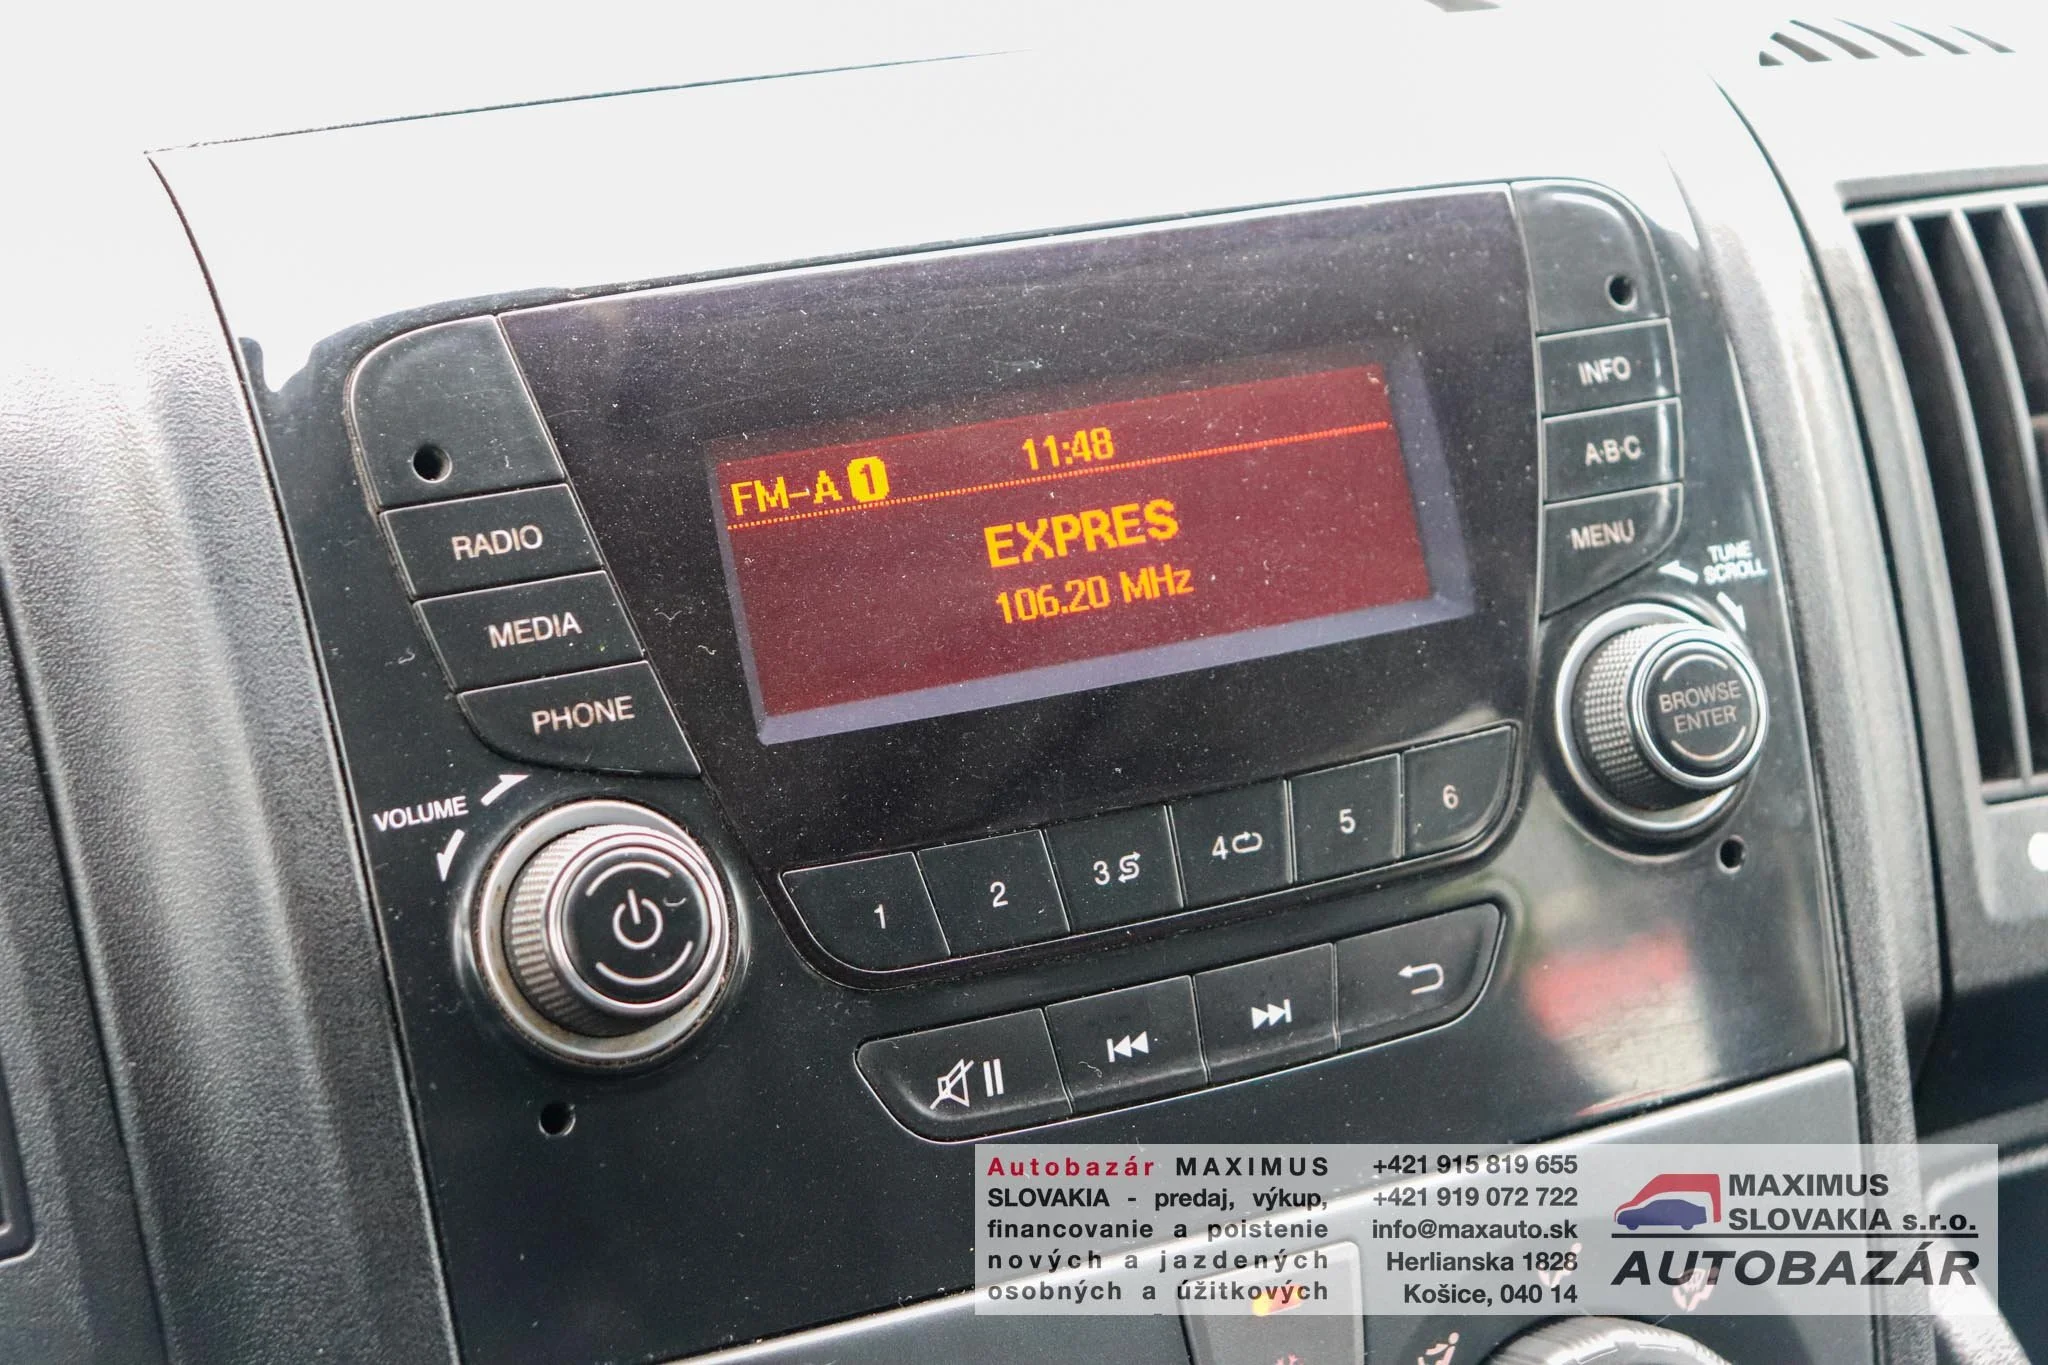 INFO
A·B·C
MENU
TUNE
SCROLL
BROWSE
ENTER
FM-A 1 11:48
EXPRES
106.20 MHz
RADIO
MEDIA
PHONE
VOLUME
1 2 3 4 5 6
Autobazár MAXIMUS
SLOVAKIA - predaj, výkup,
financovanie a poistenie
nových a jazdených
osobných a úžitkových
+421 915 819 655
+421 919 072 722
info@maxauto.sk
Herlianska 1828
Košice, 040 14
MAXIMUS
SLOVAKIA s.r.o.
AUTOBAZÁR